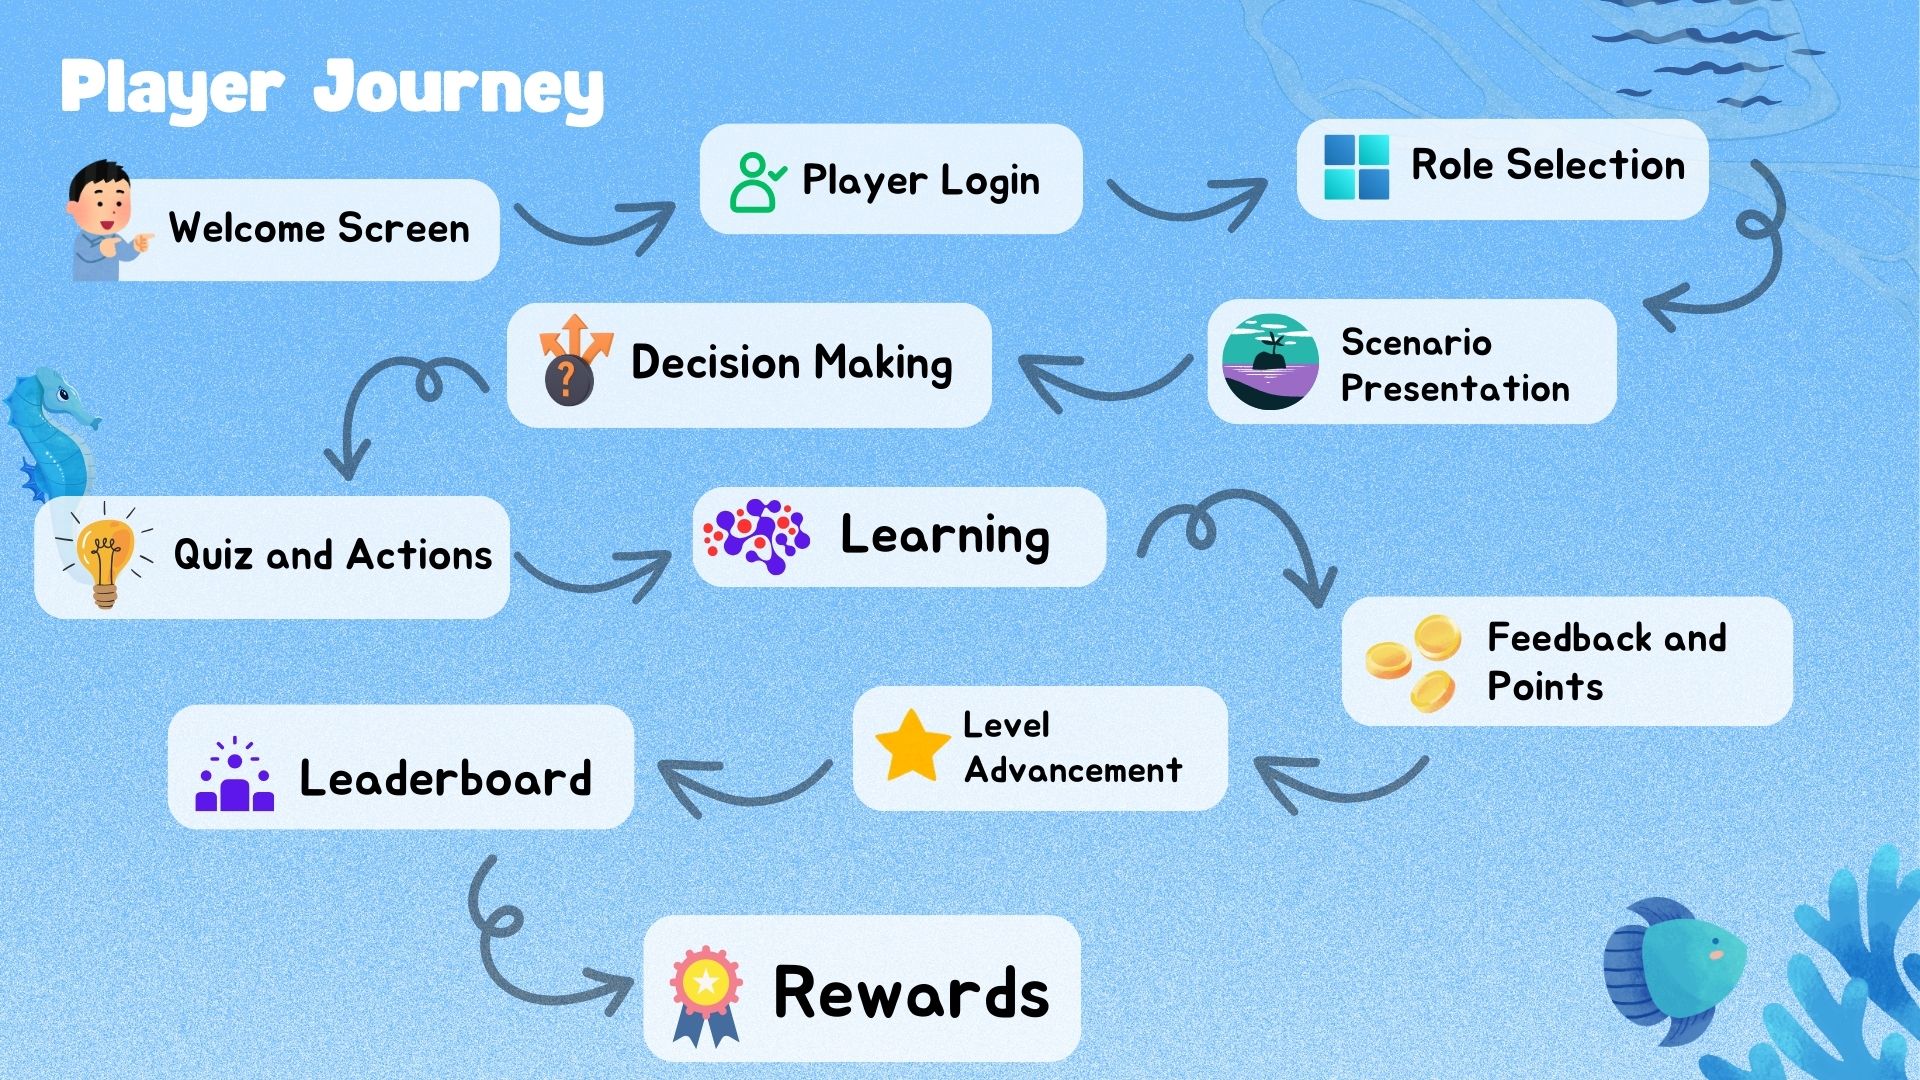 Player Journey
Welcome Screen
Player Login
Role Selection
Scenario
Presentation
Decision Making
?
Quiz and Actions
Learning
Feedback and
Points
Level
Advancement
Leaderboard
Rewards